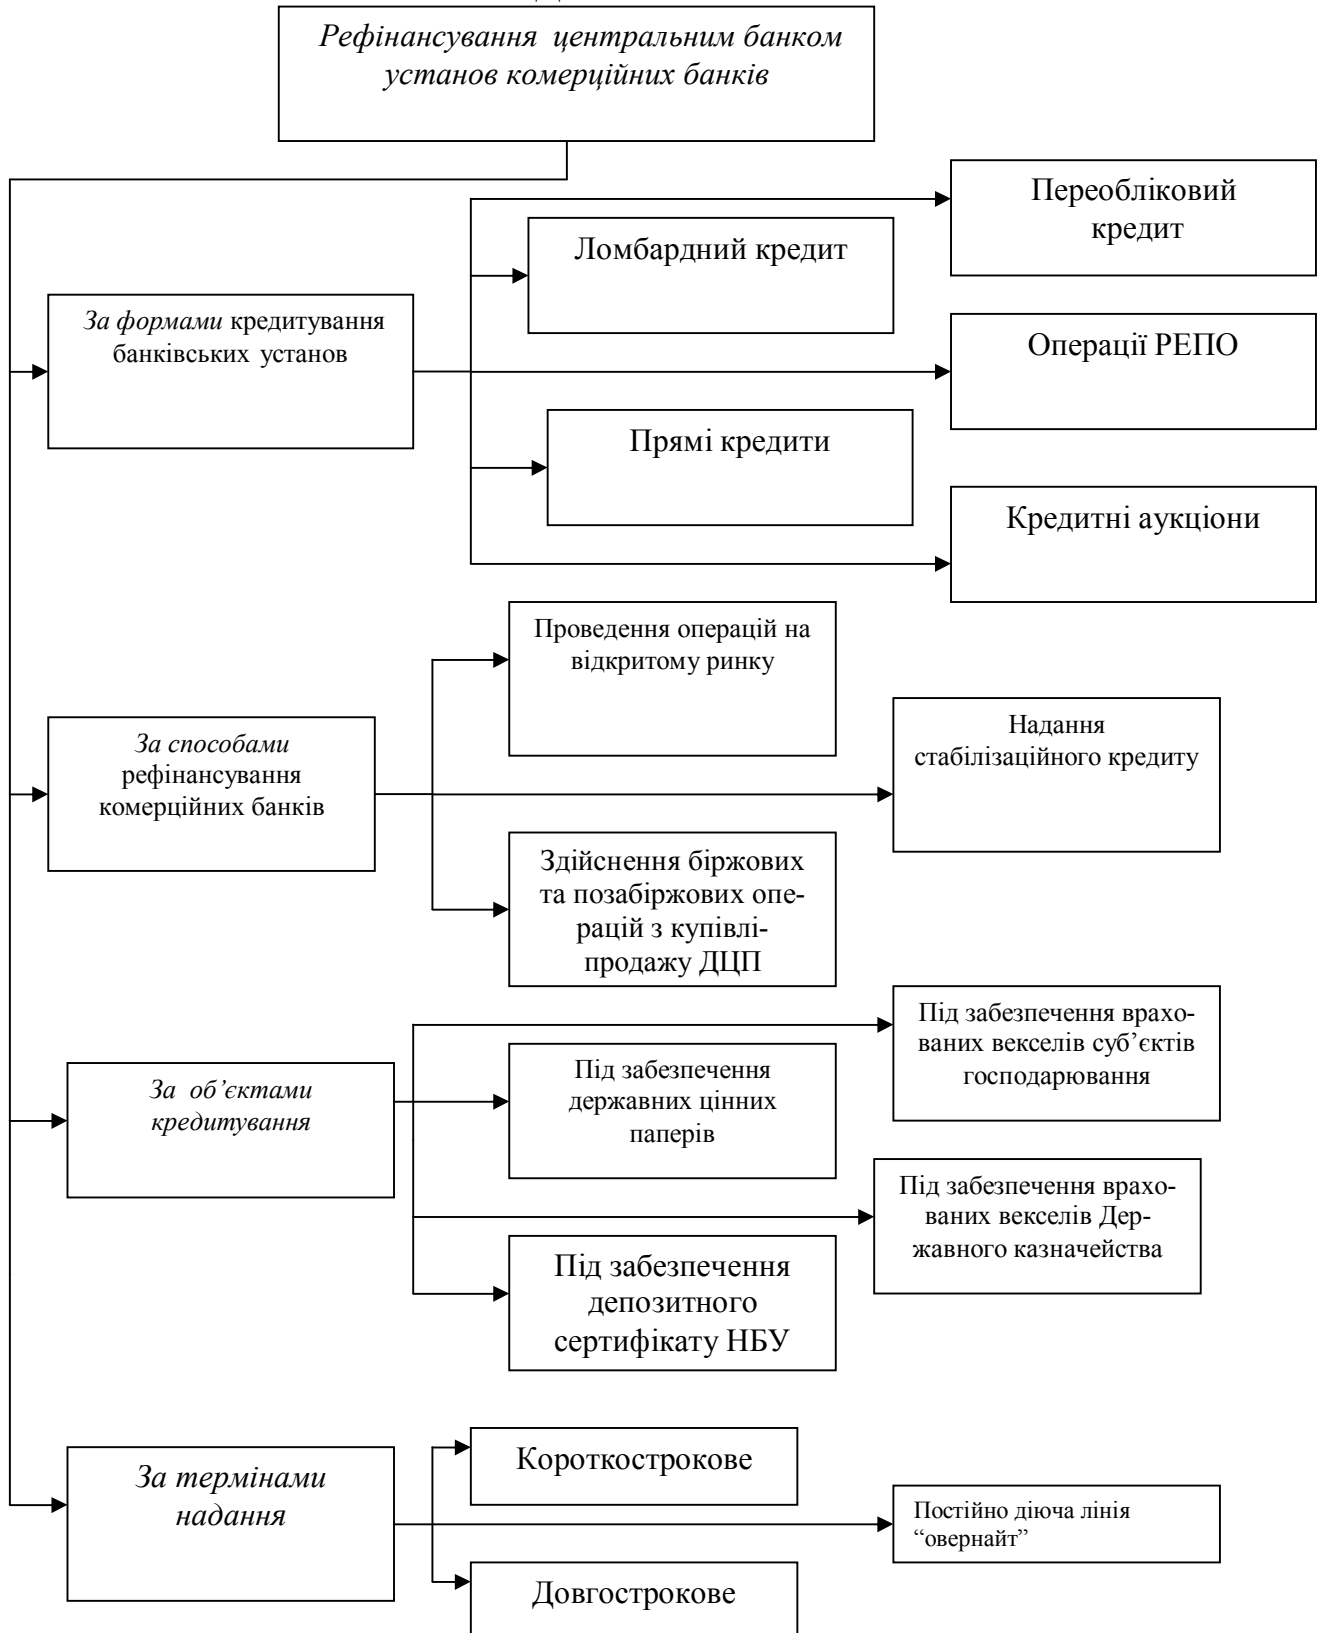 Рефінансування центральним банком
установ комерційних банків
Переобліковий
кредит
Ломбардний кредит
За формами кредитування
банківських установ
Операції РЕПО
Прямі кредити
Кредитні аукціони
Проведення операцій на
відкритому ринку
За способами
рефінансування
комерційних банків
Надання
стабілізаційного кредиту
Здійснення біржових
та позабіржових опе-
рацій з купівлі-
продажу ДЦП
Під забезпечення врахо-
ваних векселів суб’єктів
господарювання
За об’єктами
кредитування
Під забезпечення
державних цінних
паперів
Під забезпечення врахо-
ваних векселів Дер-
жавного казначейства
Під забезпечення
депозитного
сертифікату НБУ
За термінами
надання
Короткострокове
Постійно діюча лінія
“овернайт”
Довгострокове